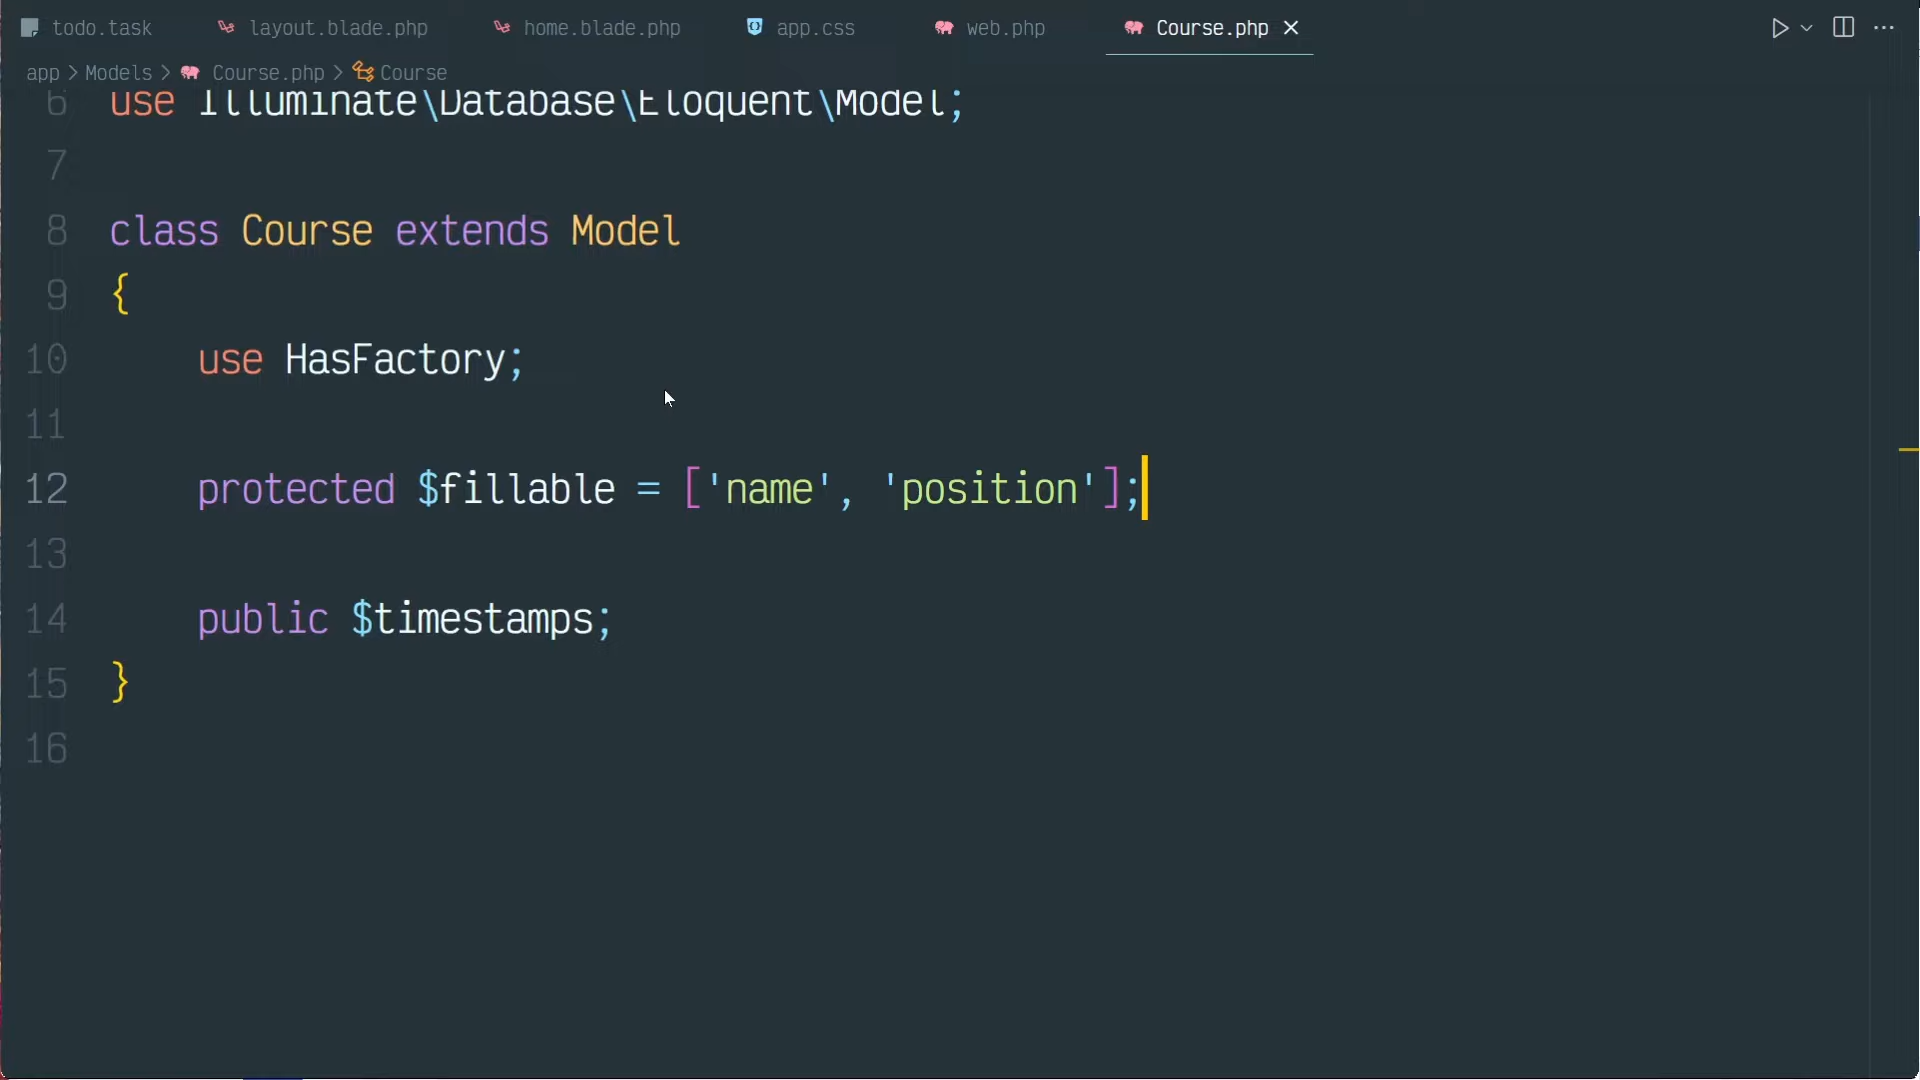 todo.task layout.blade.php home.blade.php app.css web.php Course.php
app > Models > Course.php > Course
6 use Illuminate\Database\Eloquent\Model;
7
8 class Course extends Model
9 {
10 use HasFactory;
11
12 protected $fillable = ['name', 'position'];
13
14 public $timestamps;
15 }
16